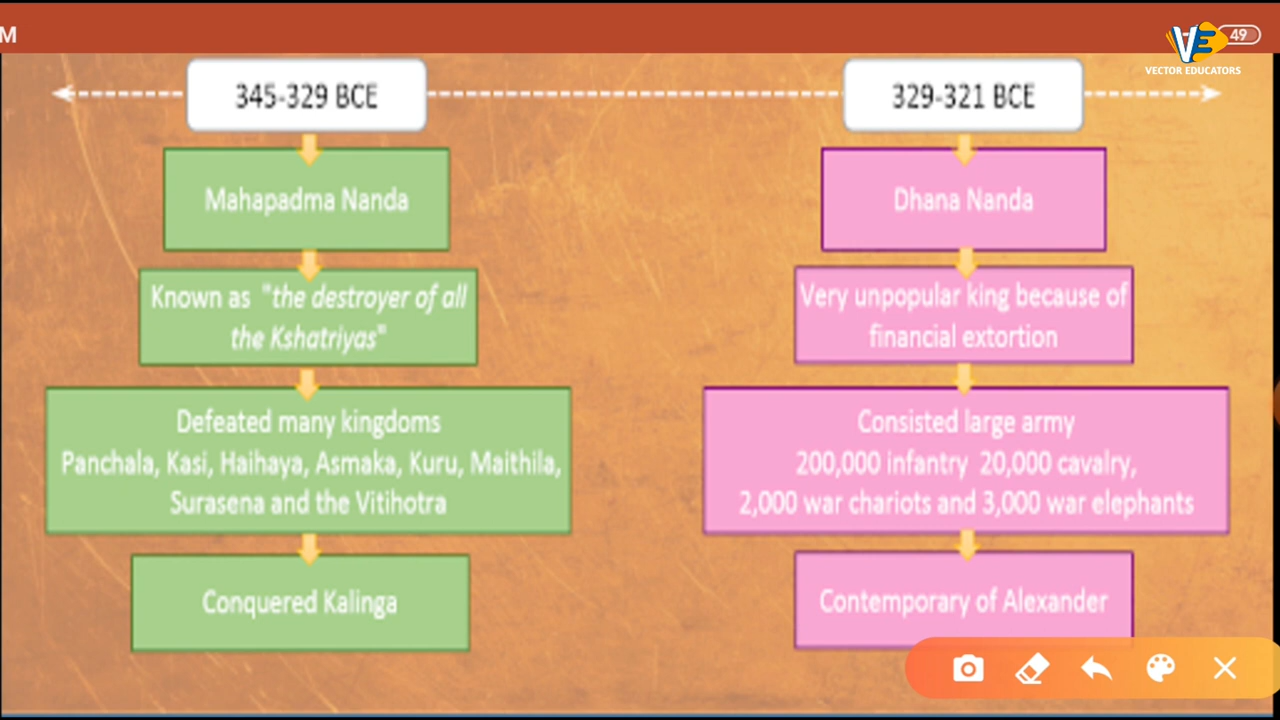 M
49
VECTOR EDUCATORS
345-329 BCE
329-321 BCE
Mahapadma Nanda
Dhana Nanda
Known as "the destroyer of all
the Kshatriyas"
Very unpopular king because of
financial extortion
Defeated many kingdoms
Panchala, Kasi, Haihaya, Asmaka, Kuru, Maithila,
Surasena and the Vitihotra
Consisted large army
200,000 infantry 20,000 cavalry,
2,000 war chariots and 3,000 war elephants
Conquered Kalinga
Contemporary of Alexander